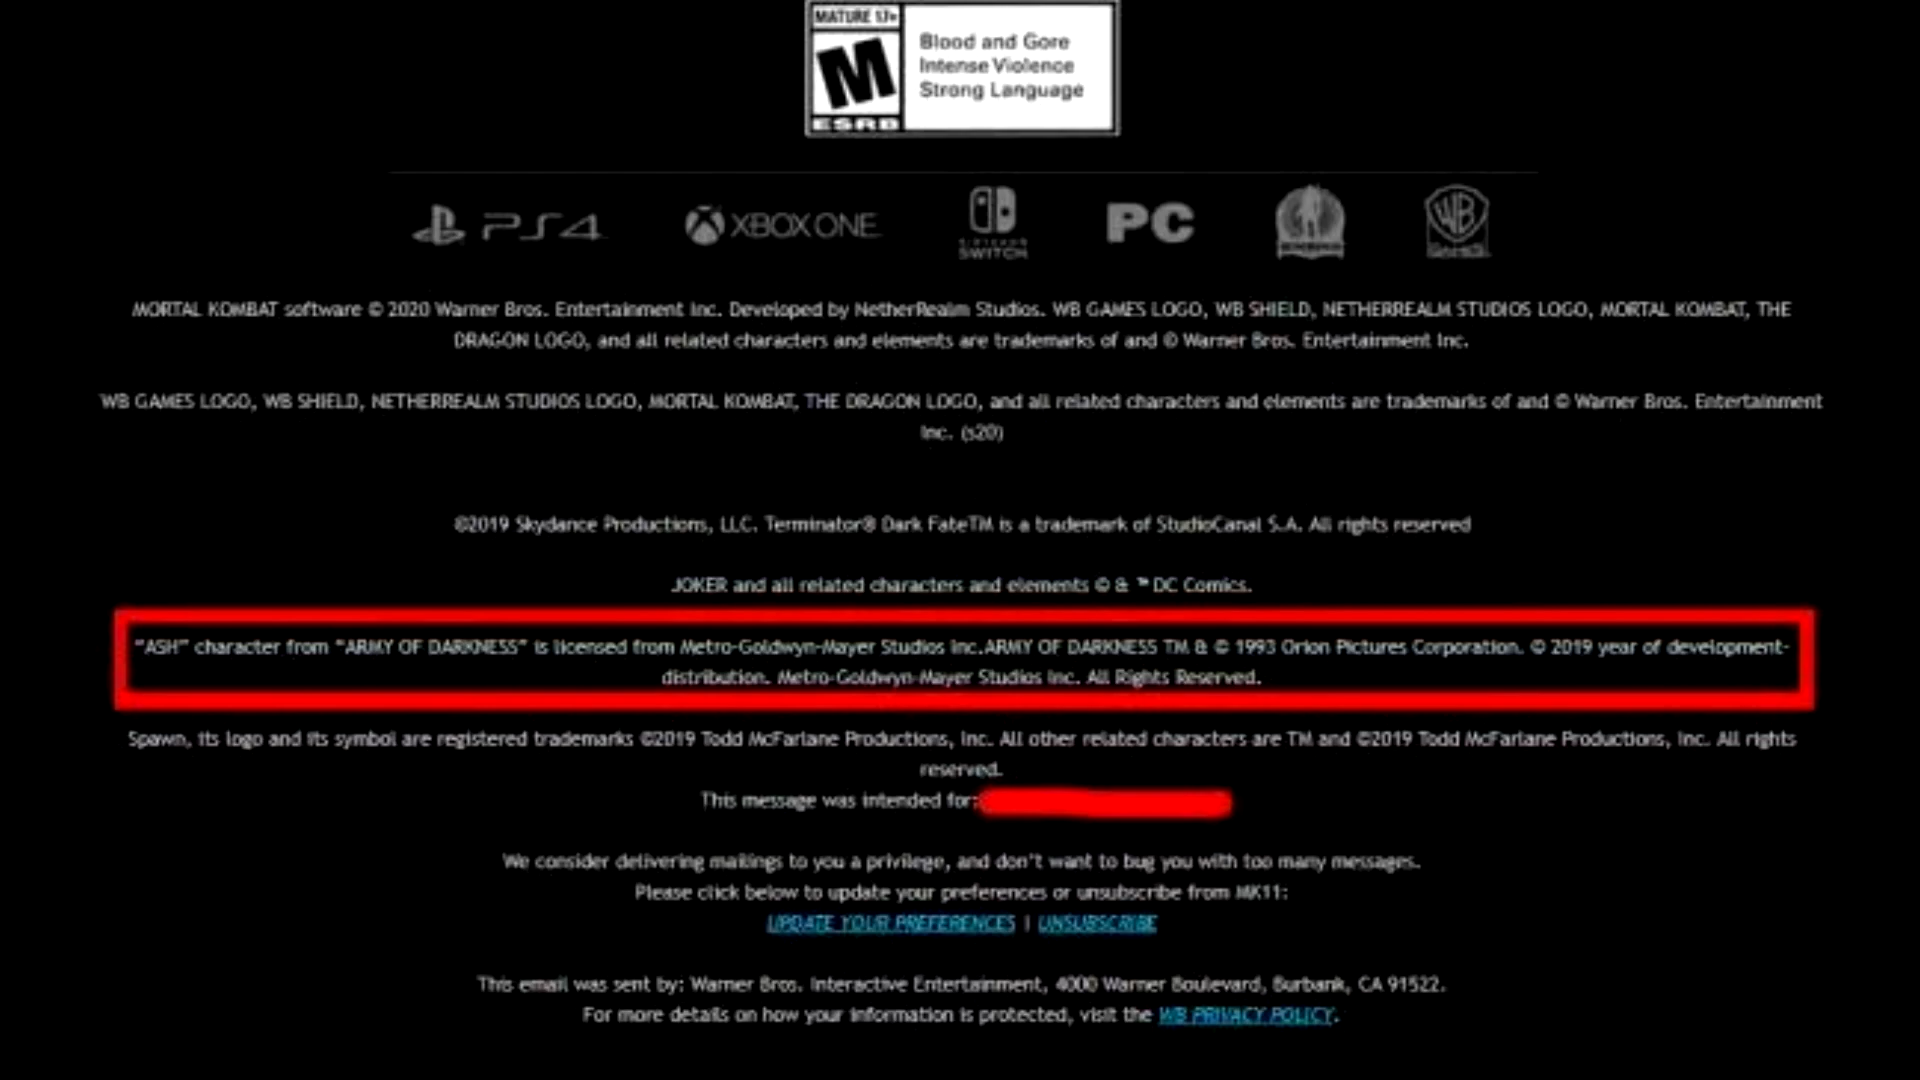 MATURE 17+
M
ESRB
Blood and Gore
Intense Violence
Strong Language
PS4
XBOX ONE
NINTENDO
SWITCH
PC
WB
GAMES
MORTAL KOMBAT software © 2020 Warner Bros. Entertainment Inc. Developed by NetherRealm Studios. WB GAMES LOGO, WB SHIELD, NETHERREALM STUDIOS LOGO, MORTAL KOMBAT, THE
DRAGON LOGO, and all related characters and elements are trademarks of and © Warner Bros. Entertainment Inc.
WB GAMES LOGO, WB SHIELD, NETHERREALM STUDIOS LOGO, MORTAL KOMBAT, THE DRAGON LOGO, and all related characters and elements are trademarks of and © Warner Bros. Entertainment
Inc. (s20)
©2019 Skydance Productions, LLC. Terminator® Dark FateTM is a trademark of StudioCanal S.A. All rights reserved
JOKER and all related characters and elements © & ™ DC Comics.
"ASH" character from "ARMY OF DARKNESS" is licensed from Metro-Goldwyn-Mayer Studios Inc.ARMY OF DARKNESS TM & © 1993 Orion Pictures Corporation. © 2019 year of development-
distribution. Metro-Goldwyn-Mayer Studios Inc. All Rights Reserved.
Spawn, its logo and its symbol are registered trademarks ©2019 Todd McFarlane Productions, Inc. All other related characters are TM and ©2019 Todd McFarlane Productions, Inc. All rights
reserved.
This message was intended for:
We consider delivering mailings to you a privilege, and don't want to bug you with too many messages.
Please click below to update your preferences or unsubscribe from MK11:
UPDATE YOUR PREFERENCES | UNSUBSCRIBE
This email was sent by: Warner Bros. Interactive Entertainment, 4000 Warner Boulevard, Burbank, CA 91522.
For more details on how your information is protected, visit the WB PRIVACY POLICY.